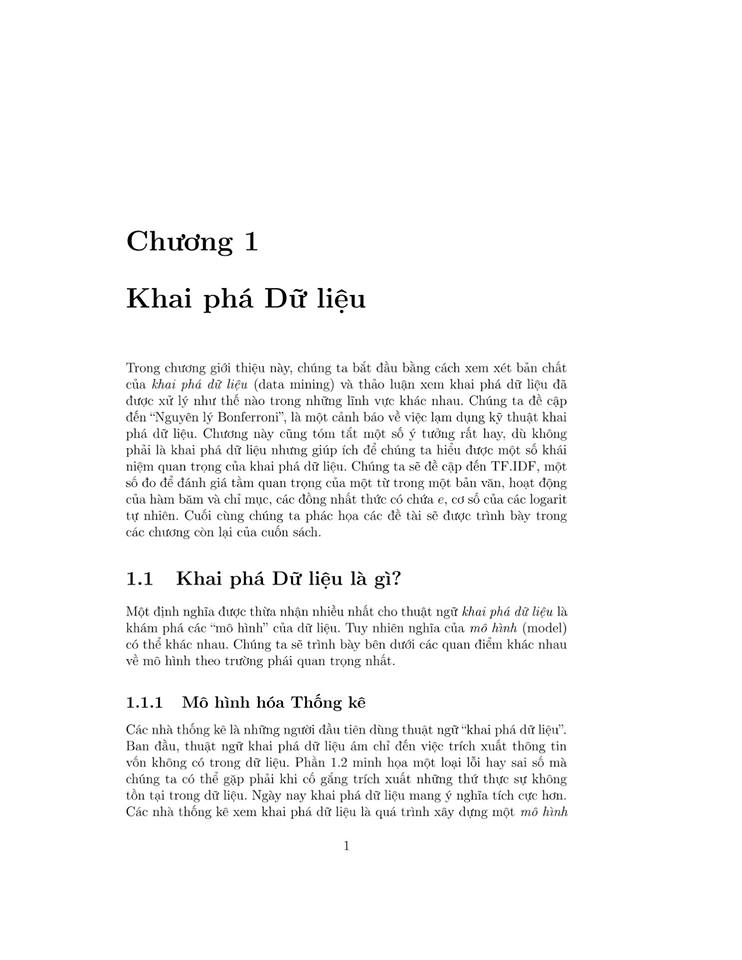 Chương 1
Khai phá Dữ liệu
Trong chương giới thiệu này, chúng ta bắt đầu bằng cách xem xét bản chất
của khai phá dữ liệu (data mining) và thảo luận xem khai phá dữ liệu đã
được xử lý như thế nào trong những lĩnh vực khác nhau. Chúng ta đề cập
đến “Nguyên lý Bonferroni”, là một cảnh báo về việc lạm dụng kỹ thuật khai
phá dữ liệu. Chương này cũng tóm tắt một số ý tưởng rất hay, dù không
phải là khai phá dữ liệu nhưng giúp ích để chúng ta hiểu được một số khái
niệm quan trọng của khai phá dữ liệu. Chúng ta sẽ đề cập đến TF.IDF, một
số đo để đánh giá tầm quan trọng của một từ trong một bản văn, hoạt động
của hàm băm và chỉ mục, các đồng nhất thức có chứa e, cơ số của các logarit
tự nhiên. Cuối cùng chúng ta phác họa các đề tài sẽ được trình bày trong
các chương còn lại của cuốn sách.
1.1 Khai phá Dữ liệu là gì?
Một định nghĩa được thừa nhận nhiều nhất cho thuật ngữ khai phá dữ liệu là
khám phá các “mô hình” của dữ liệu. Tuy nhiên nghĩa của mô hình (model)
có thể khác nhau. Chúng ta sẽ trình bày bên dưới các quan điểm khác nhau
về mô hình theo trường phái quan trọng nhất.
1.1.1 Mô hình hóa Thống kê
Các nhà thống kê là những người đầu tiên dùng thuật ngữ “khai phá dữ liệu”.
Ban đầu, thuật ngữ khai phá dữ liệu ám chỉ đến việc trích xuất thông tin
vốn không có trong dữ liệu. Phần 1.2 minh họa một loại lỗi hay sai số mà
chúng ta có thể gặp phải khi cố gắng trích xuất những thứ thực sự không
tồn tại trong dữ liệu. Ngày nay khai phá dữ liệu mang ý nghĩa tích cực hơn.
Các nhà thống kê xem khai phá dữ liệu là quá trình xây dựng một mô hình
1